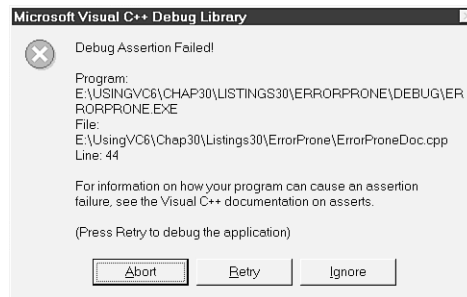 Microsoft Visual C++ Debug Library
Debug Assertion Failed!
Program:
E:\USINGVC6\CHAP30\LISTINGS30\ERRORPRONE\DEBUG\ER
RORPRONE.EXE
File:
E:\UsingVC6\Chap30\Listings30\ErrorProne\ErrorProneDoc.cpp
Line: 44
For information on how your program can cause an assertion
failure, see the Visual C++ documentation on asserts.
(Press Retry to debug the application)
Abort Retry Ignore